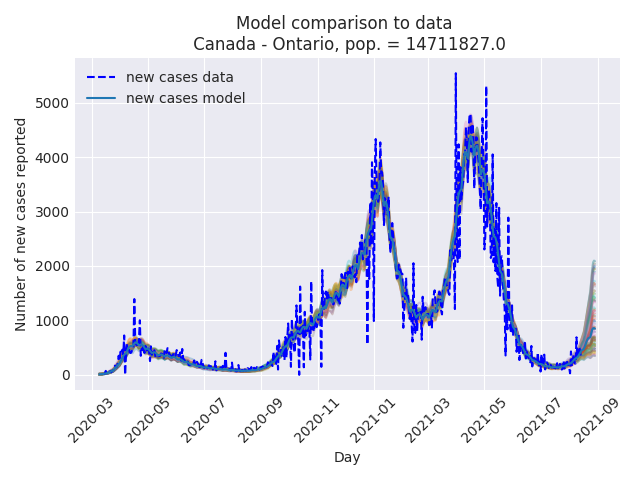 Model comparison to data
Canada - Ontario, pop. = 14711827.0
new cases data
new cases model
Number of new cases reported
5000
4000
3000
2000
1000
0
2020-03
2020-05
2020-07
2020-09
2020-11
2021-01
2021-03
2021-05
2021-07
2021-09
Day